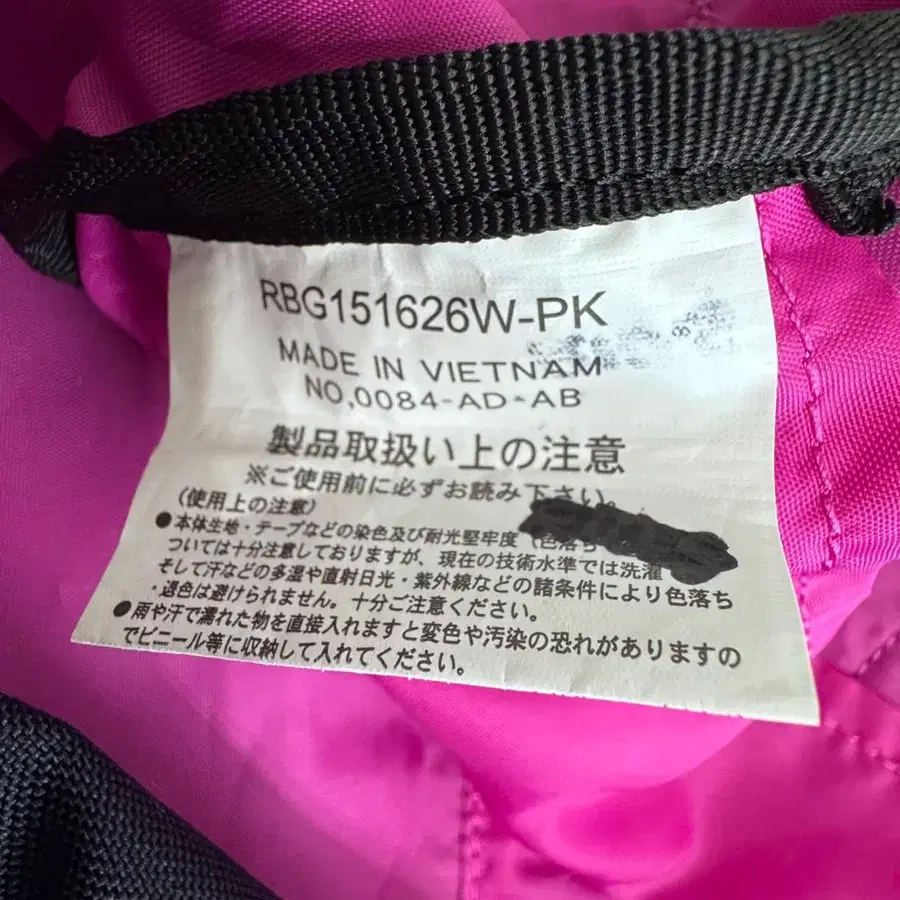 RBG151626W-PK
MADE IN VIETNAM
NO,0084-AD-AB
製品取扱い上の注意
※ご使用前に必ずお読み下さい。
(使用上の注意)
●本体生地・テープなどの染色及び耐光堅牢度(色落ち
ついては十分注意しておりますが、現在の技術水準では洗濯
そして汗などの多湿や直射日光・紫外線などの諸条件により色落ち
・退色は避けられません。十分ご注意ください。
●雨や汗で濡れた物を直接入れますと変色や汚染の恐れがありますの
でビニール等に収納して入れてください。